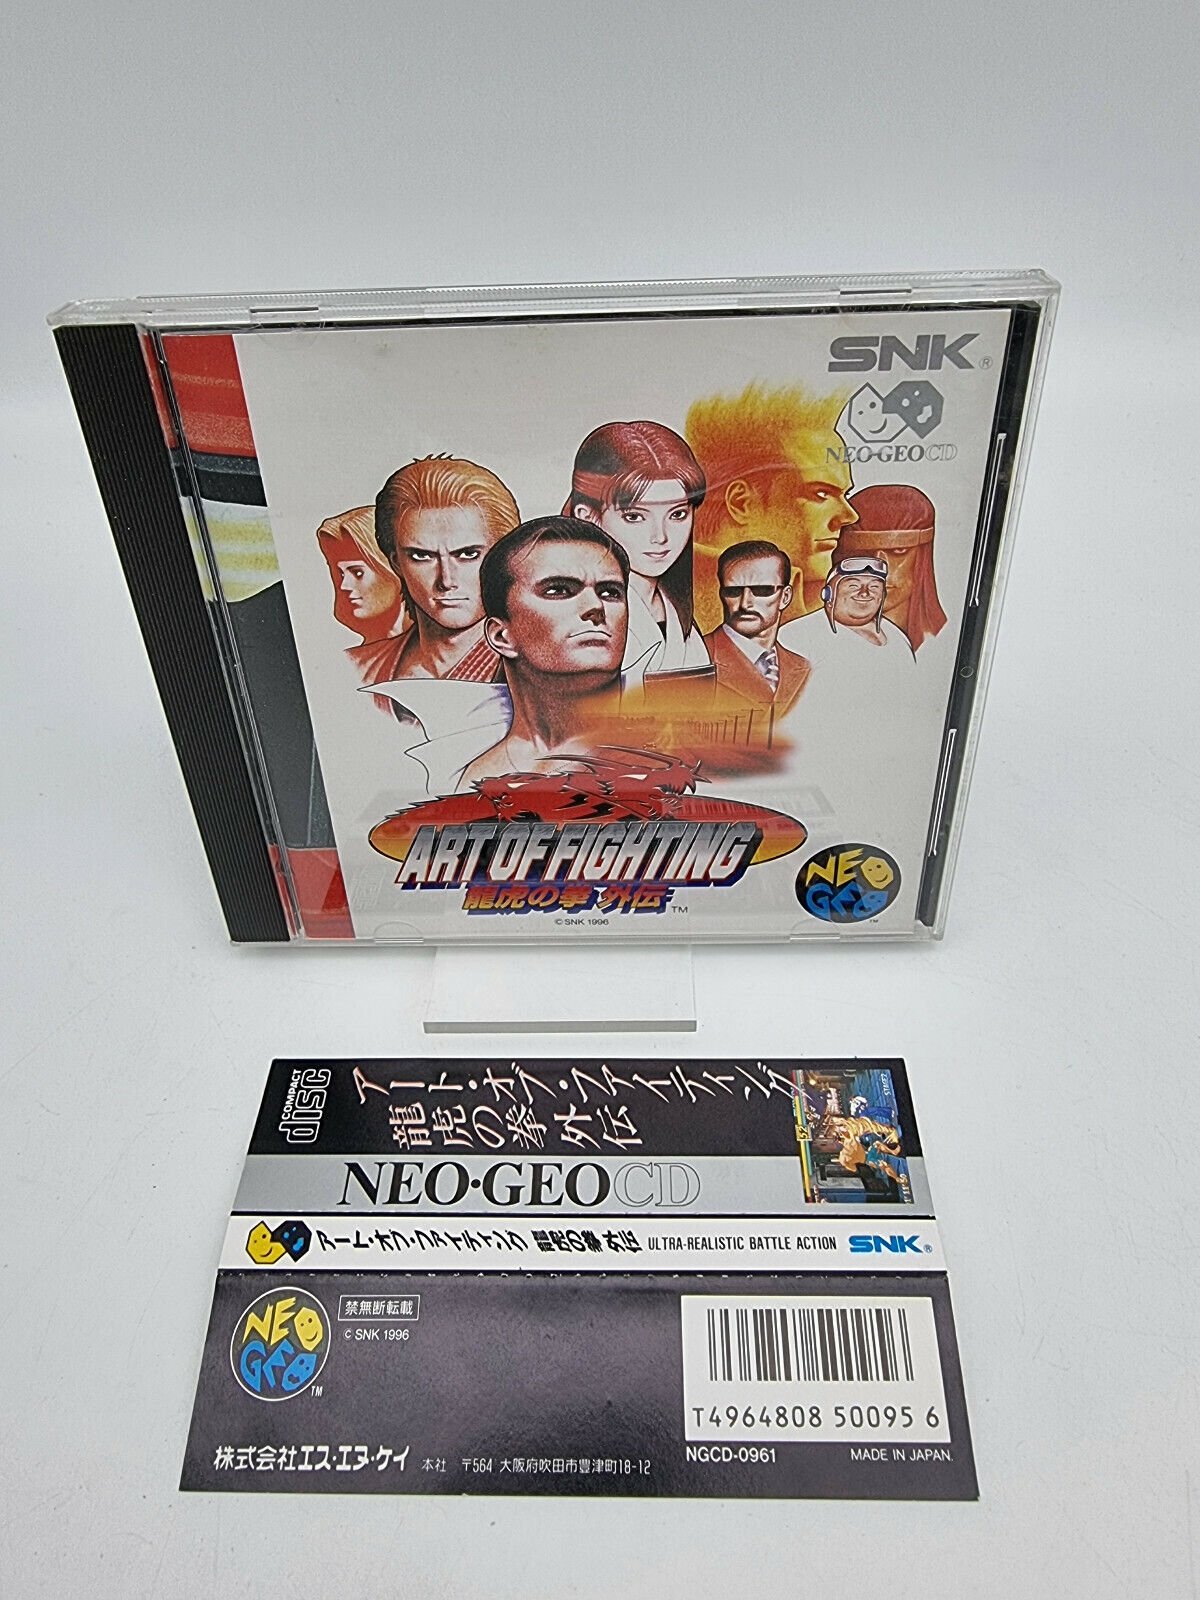 SNK®
NEO·GEO CD
ART OF FIGHTING
龍虎の拳 外伝™
© SNK 1996
NEO GEO™
COMPACT disc
アート・オブ・ファイティング
龍虎の拳 外伝
NEO·GEO CD
アート・オブ・ファイティング 龍虎の拳 外伝 ULTRA-REALISTIC BATTLE ACTION SNK®
NEO GEO™
禁無断転載
© SNK 1996
T4964808 50095 6
NGCD-0961 MADE IN JAPAN.
株式会社エス・エヌ・ケイ 本社 〒564 大阪府吹田市豊津町18-12